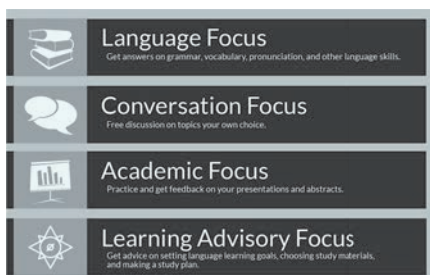 Language Focus
Get answers on grammar, vocabulary, pronunciation, and other language skills.
Conversation Focus
Free discussion on topics your own choice.
Academic Focus
Practice and get feedback on your presentations and abstracts.
Learning Advisory Focus
Get advice on setting language learning goals, choosing study materials,
and making a study plan.